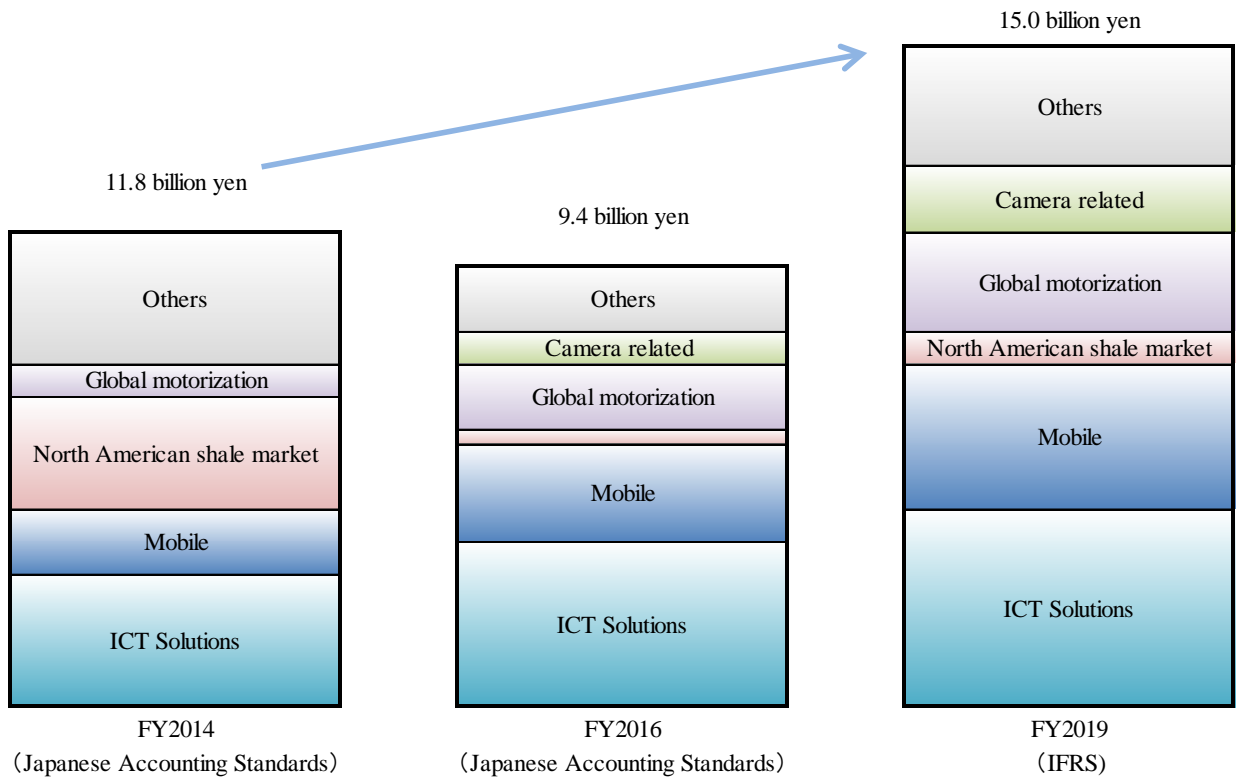 11.8 billion yen
Others
Global motorization
North American shale market
Mobile
ICT Solutions
FY2014
（Japanese Accounting Standards）
9.4 billion yen
Others
Camera related
Global motorization
Mobile
ICT Solutions
FY2016
（Japanese Accounting Standards）
15.0 billion yen
Others
Camera related
Global motorization
North American shale market
Mobile
ICT Solutions
FY2019
（IFRS)